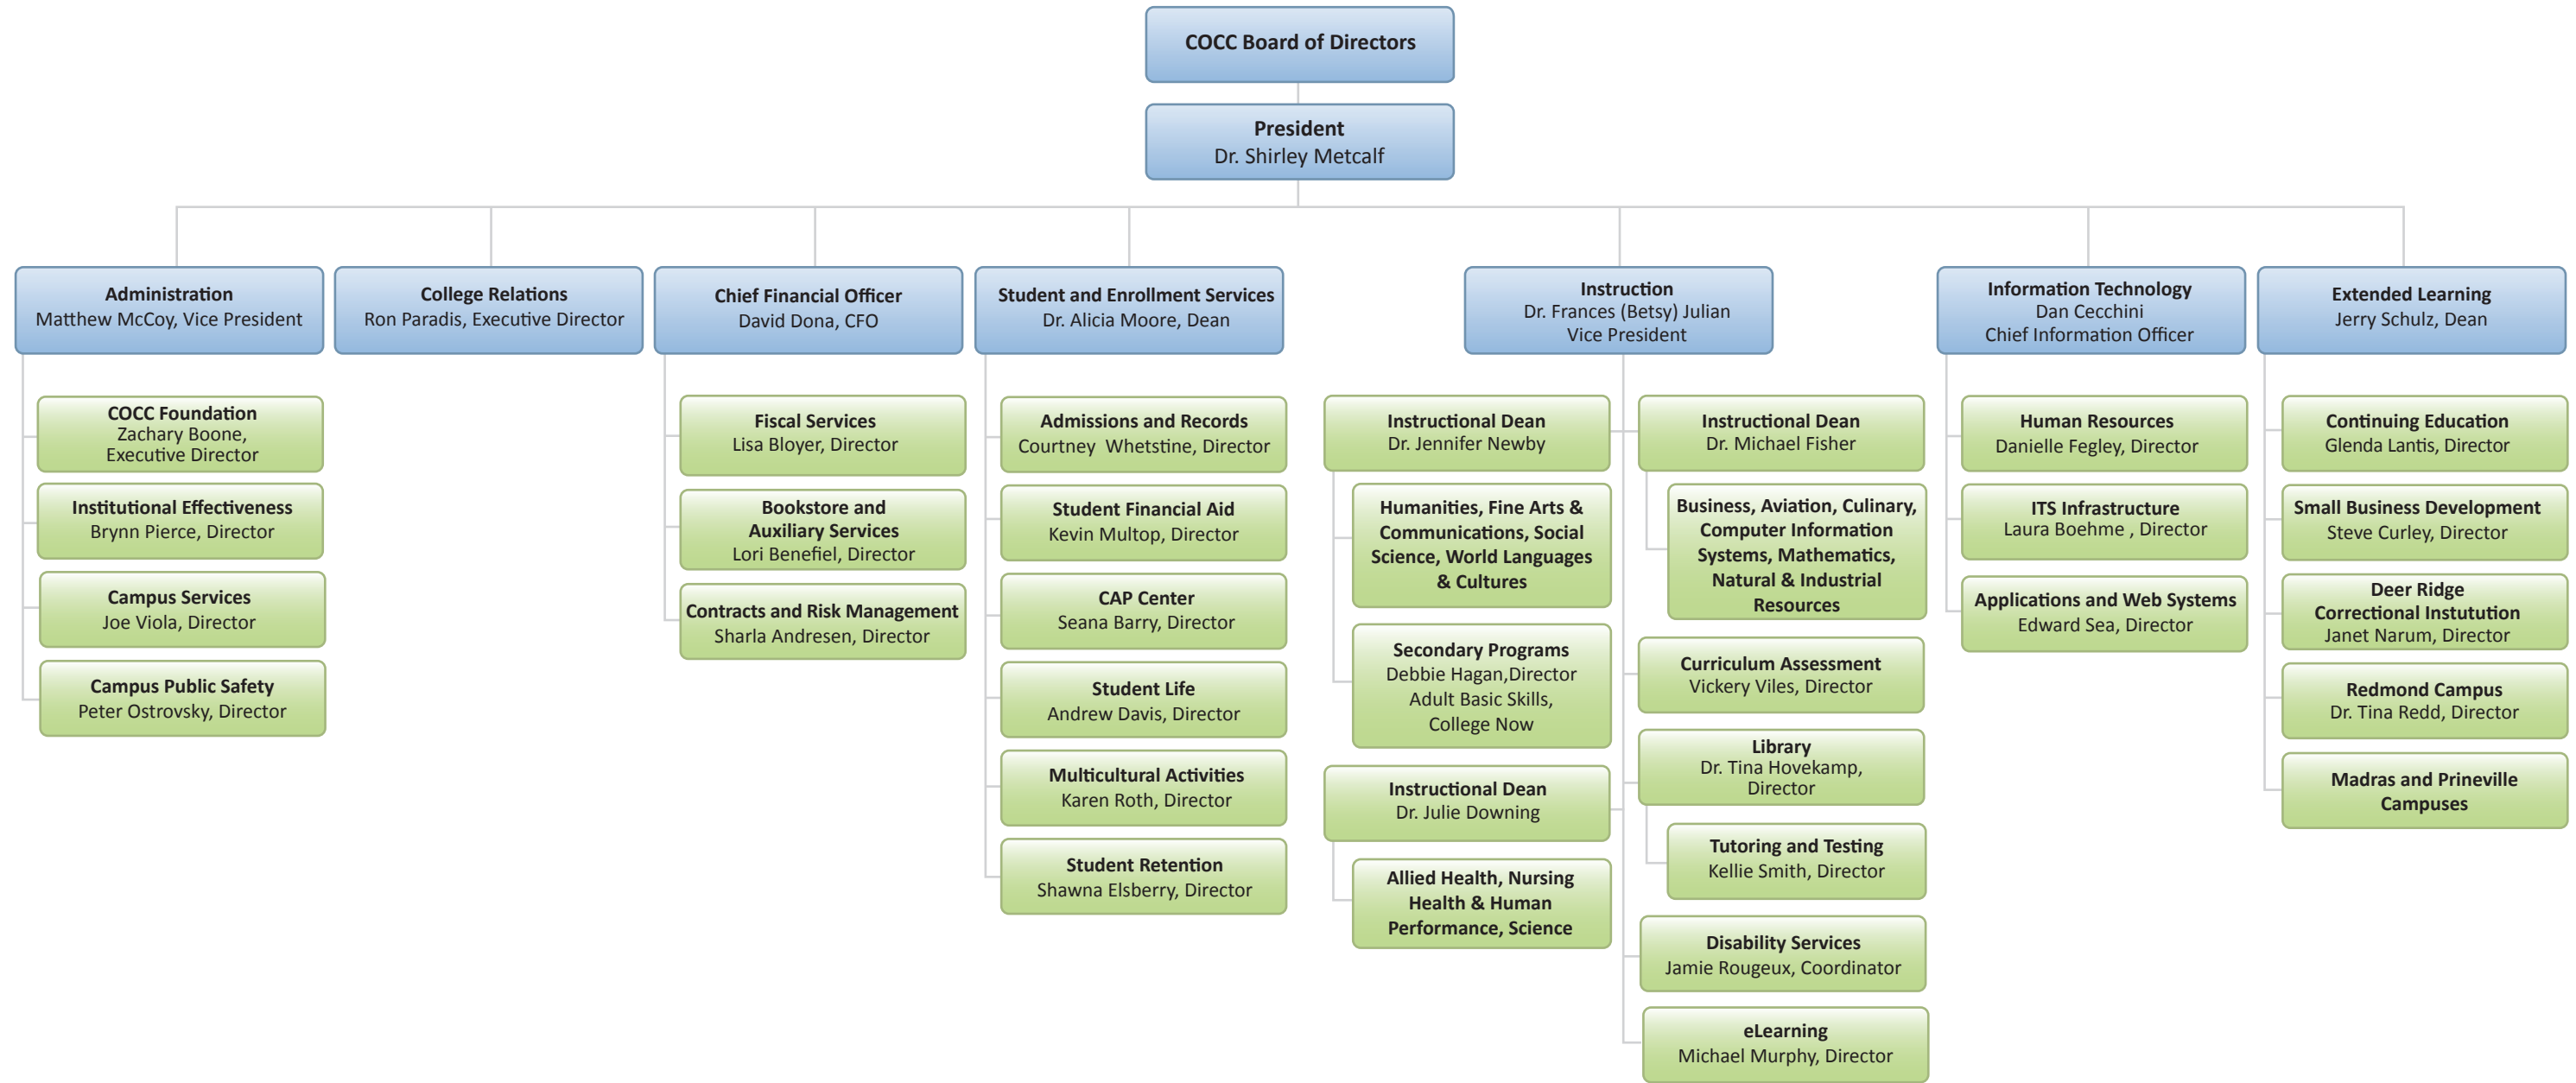 COCC Board of Directors
President
Dr. Shirley Metcalf
Administration
Matthew McCoy, Vice President
College Relations
Ron Paradis, Executive Director
Chief Financial Officer
David Dona, CFO
Student and Enrollment Services
Dr. Alicia Moore, Dean
Instruction
Dr. Frances (Betsy) Julian
Vice President
Information Technology
Dan Cecchini
Chief Information Officer
Extended Learning
Jerry Schulz, Dean
COCC Foundation
Zachary Boone,
Executive Director
Institutional Effectiveness
Brynn Pierce, Director
Campus Services
Joe Viola, Director
Campus Public Safety
Peter Ostrovsky, Director
Fiscal Services
Lisa Bloyer, Director
Bookstore and
Auxiliary Services
Lori Benefiel, Director
Contracts and Risk Management
Sharla Andresen, Director
Admissions and Records
Courtney  Whetstine, Director
Student Financial Aid
Kevin Multop, Director
CAP Center
Seana Barry, Director
Student Life
Andrew Davis, Director
Multicultural Activities
Karen Roth, Director
Student Retention
Shawna Elsberry, Director
Instructional Dean
Dr. Jennifer Newby
Humanities, Fine Arts &
Communications, Social
Science, World Languages
& Cultures
Secondary Programs
Debbie Hagan,Director
Adult Basic Skills,
College Now
Instructional Dean
Dr. Julie Downing
Allied Health, Nursing
Health & Human
Performance, Science
Instructional Dean
Dr. Michael Fisher
Business, Aviation, Culinary,
Computer Information
Systems, Mathematics,
Natural & Industrial
Resources
Curriculum Assessment
Vickery Viles, Director
Library
Dr. Tina Hovekamp,
Director
Tutoring and Testing
Kellie Smith, Director
Disability Services
Jamie Rougeux, Coordinator
eLearning
Michael Murphy, Director
Human Resources
Danielle Fegley, Director
ITS Infrastructure
Laura Boehme , Director
Applications and Web Systems
Edward Sea, Director
Continuing Education
Glenda Lantis, Director
Small Business Development
Steve Curley, Director
Deer Ridge
Correctional Instutution
Janet Narum, Director
Redmond Campus
Dr. Tina Redd, Director
Madras and Prineville
Campuses